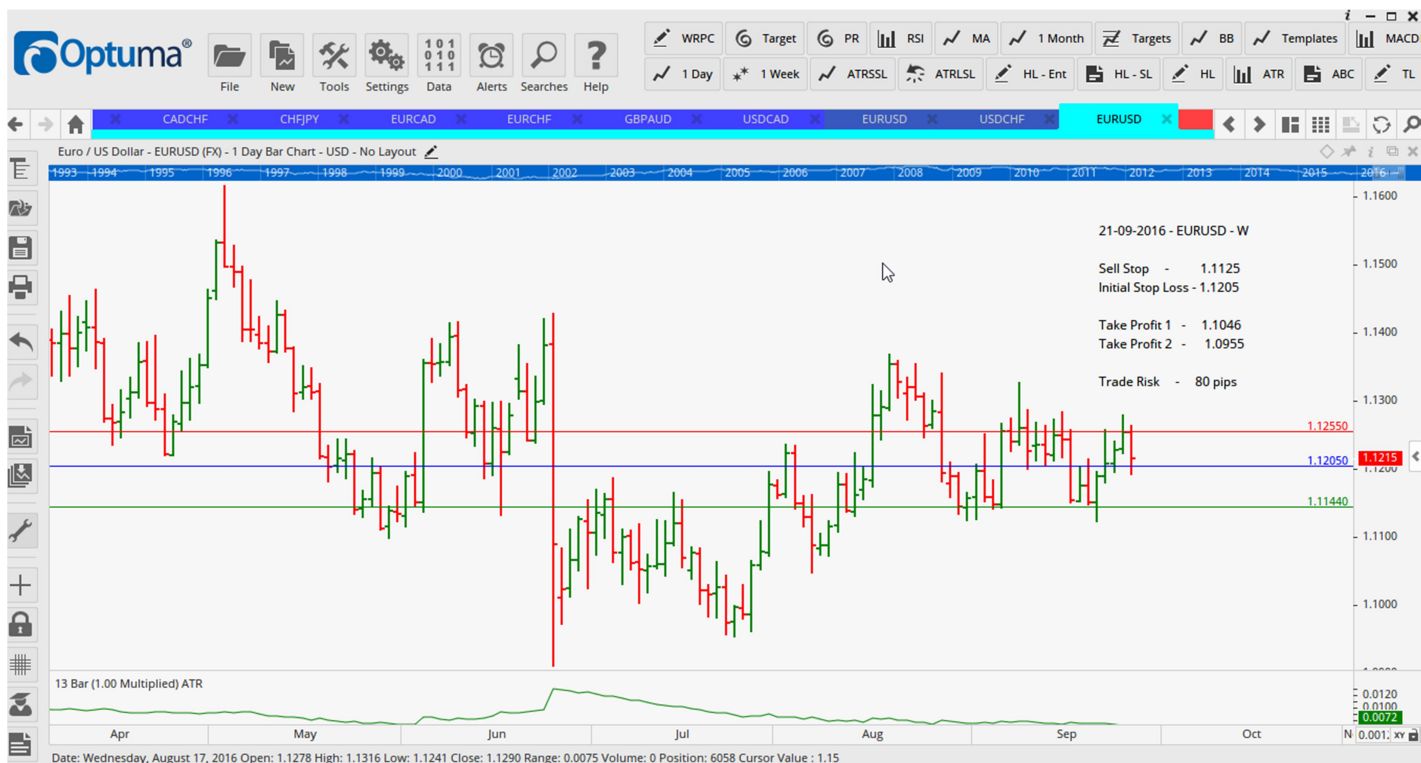 Optuma®
File New Tools Settings Data Alerts Searches Help
WRPC Target PR RSI MA 1 Month Targets BB Templates MACD
1 Day 1 Week ATRSSL ATRLSL HL - Ent HL - SL HL ATR ABC TL
CADCHF CHFJPY EURCAD EURCHF GBPAUD USDCAD EURUSD USDCHF EURUSD
Euro / US Dollar - EURUSD (FX) - 1 Day Bar Chart - USD - No Layout
1993 1994 1995 1996 1997 1998 1999 2000 2001 2002 2003 2004 2005 2006 2007 2008 2009 2010 2011 2012 2013 2014 2015 2016
1.1600
21-09-2016 - EURUSD - W
1.1500
Sell Stop - 1.1125
Initial Stop Loss - 1.1205
Take Profit 1 - 1.1046
1.1400
Take Profit 2 - 1.0955
Trade Risk - 80 pips
1.1300
1.12550
1.1215
1.12050
1.1200
1.11440
1.1100
1.1000
13 Bar (1.00 Multiplied) ATR
0.0120
0.0100
0.0072
Apr May Jun Jul Aug Sep Oct N 0.001: XY
Date: Wednesday, August 17, 2016 Open: 1.1278 High: 1.1316 Low: 1.1241 Close: 1.1290 Range: 0.0075 Volume: 0 Position: 6058 Cursor Value : 1.15